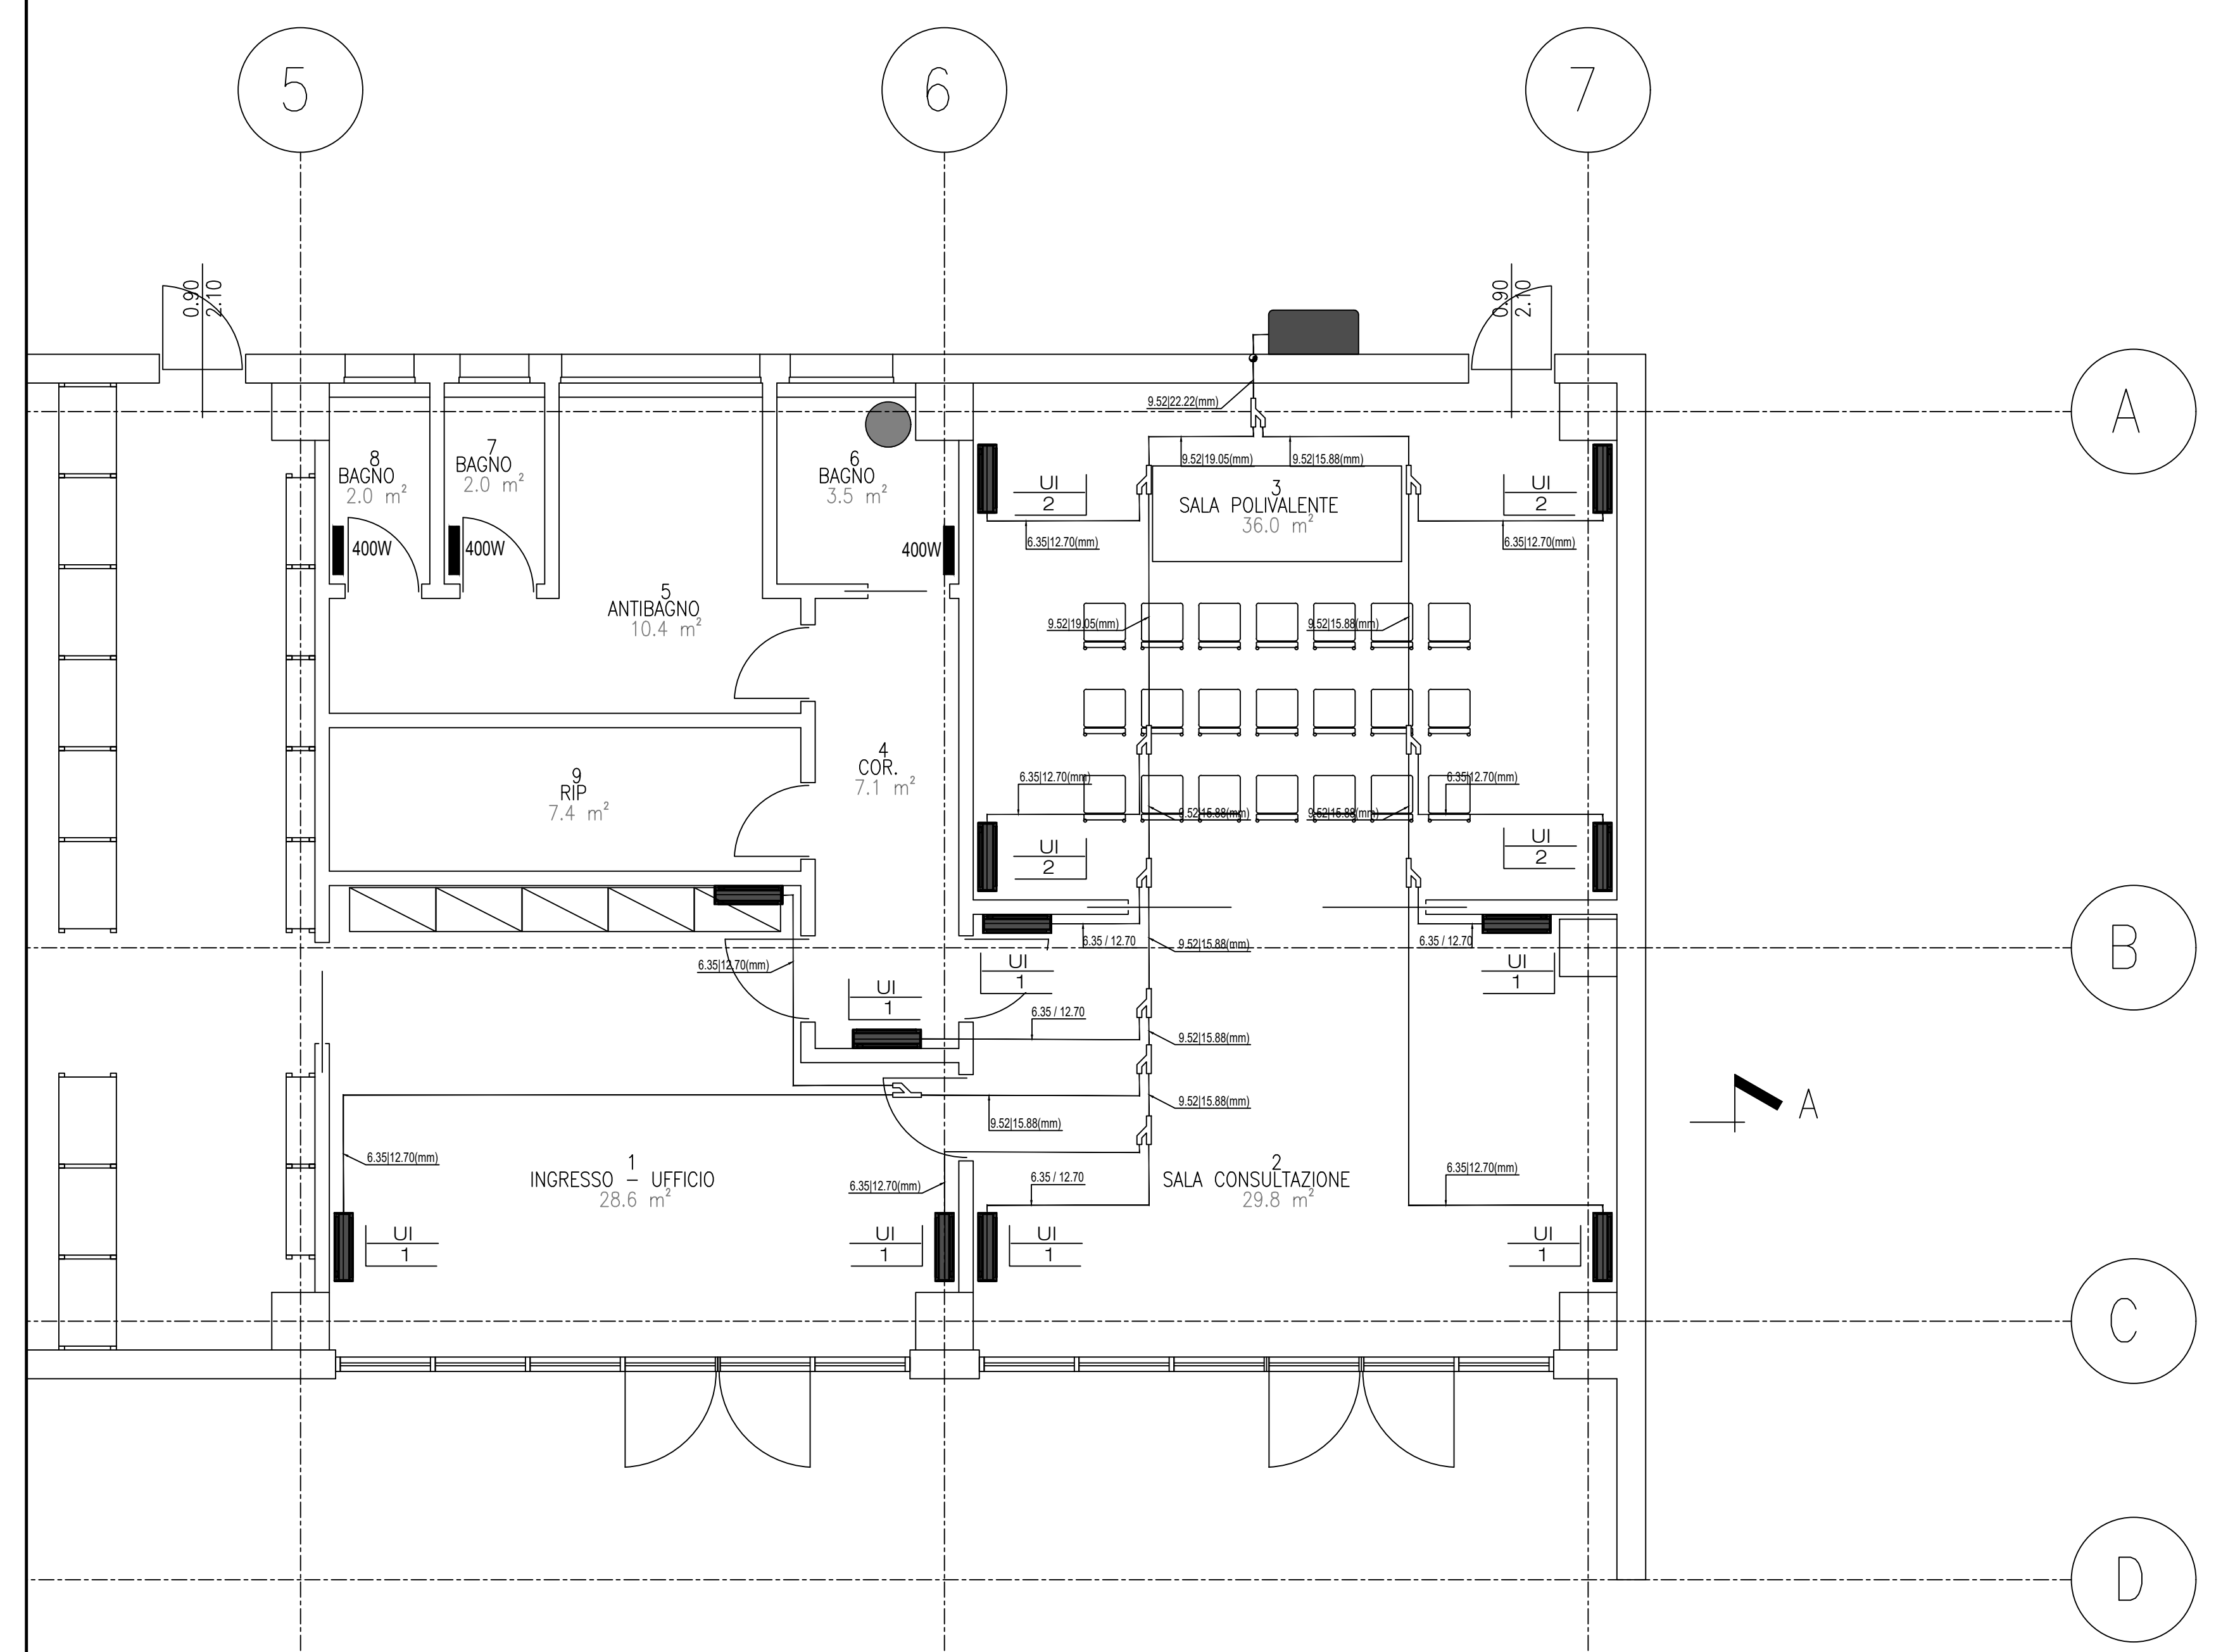 5
6
7
0.90
2.10
0.90
2.10
A
9.52|22.22(mm)
9.52|19.05(mm)
9.52|15.88(mm)
8
BAGNO
2.0 m²
7
BAGNO
2.0 m²
6
BAGNO
3.5 m²
UI
2
3
SALA POLIVALENTE
36.0 m²
UI
2
400W
400W
400W
6.35|12.70(mm)
6.35|12.70(mm)
5
ANTIBAGNO
10.4 m²
9.52|19.05(mm)
9.52|15.88(mm)
4
COR.
7.1 m²
9
RIP
7.4 m²
6.35|12.70(mm)
6.35|12.70(mm)
9.52|15.88(mm)
9.52|15.88(mm)
UI
2
UI
2
B
6.35 / 12.70
9.52|15.88(mm)
6.35 / 12.70
6.35|12.70(mm)
UI
1
UI
1
UI
1
6.35 / 12.70
9.52|15.88(mm)
9.52|15.88(mm)
9.52|15.88(mm)
A
6.35|12.70(mm)
1
INGRESSO - UFFICIO
28.6 m²
6.35|12.70(mm)
6.35 / 12.70
2
SALA CONSULTAZIONE
29.8 m²
6.35|12.70(mm)
UI
1
UI
1
UI
1
UI
1
C
D